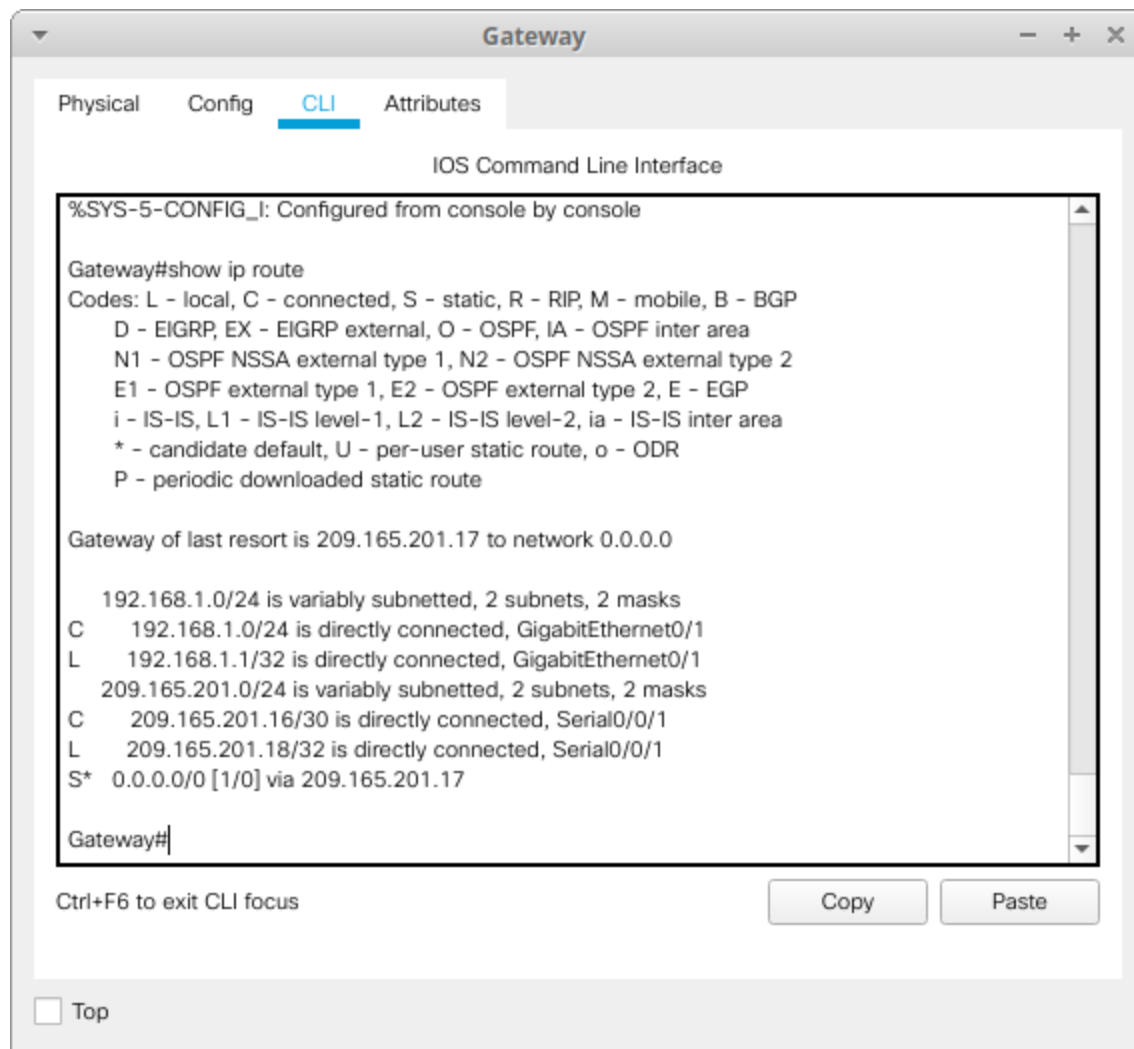 Gateway
Physical Config CLI Attributes
IOS Command Line Interface
%SYS-5-CONFIG_I: Configured from console by console
Gateway#show ip route
Codes: L - local, C - connected, S - static, R - RIP, M - mobile, B - BGP
D - EIGRP, EX - EIGRP external, O - OSPF, IA - OSPF inter area
N1 - OSPF NSSA external type 1, N2 - OSPF NSSA external type 2
E1 - OSPF external type 1, E2 - OSPF external type 2, E - EGP
i - IS-IS, L1 - IS-IS level-1, L2 - IS-IS level-2, ia - IS-IS inter area
* - candidate default, U - per-user static route, o - ODR
P - periodic downloaded static route
Gateway of last resort is 209.165.201.17 to network 0.0.0.0
192.168.1.0/24 is variably subnetted, 2 subnets, 2 masks
C 192.168.1.0/24 is directly connected, GigabitEthernet0/1
L 192.168.1.1/32 is directly connected, GigabitEthernet0/1
209.165.201.0/24 is variably subnetted, 2 subnets, 2 masks
C 209.165.201.16/30 is directly connected, Serial0/0/1
L 209.165.201.18/32 is directly connected, Serial0/0/1
S* 0.0.0.0/0 [1/0] via 209.165.201.17
Gateway#
Ctrl+F6 to exit CLI focus Copy Paste
Top